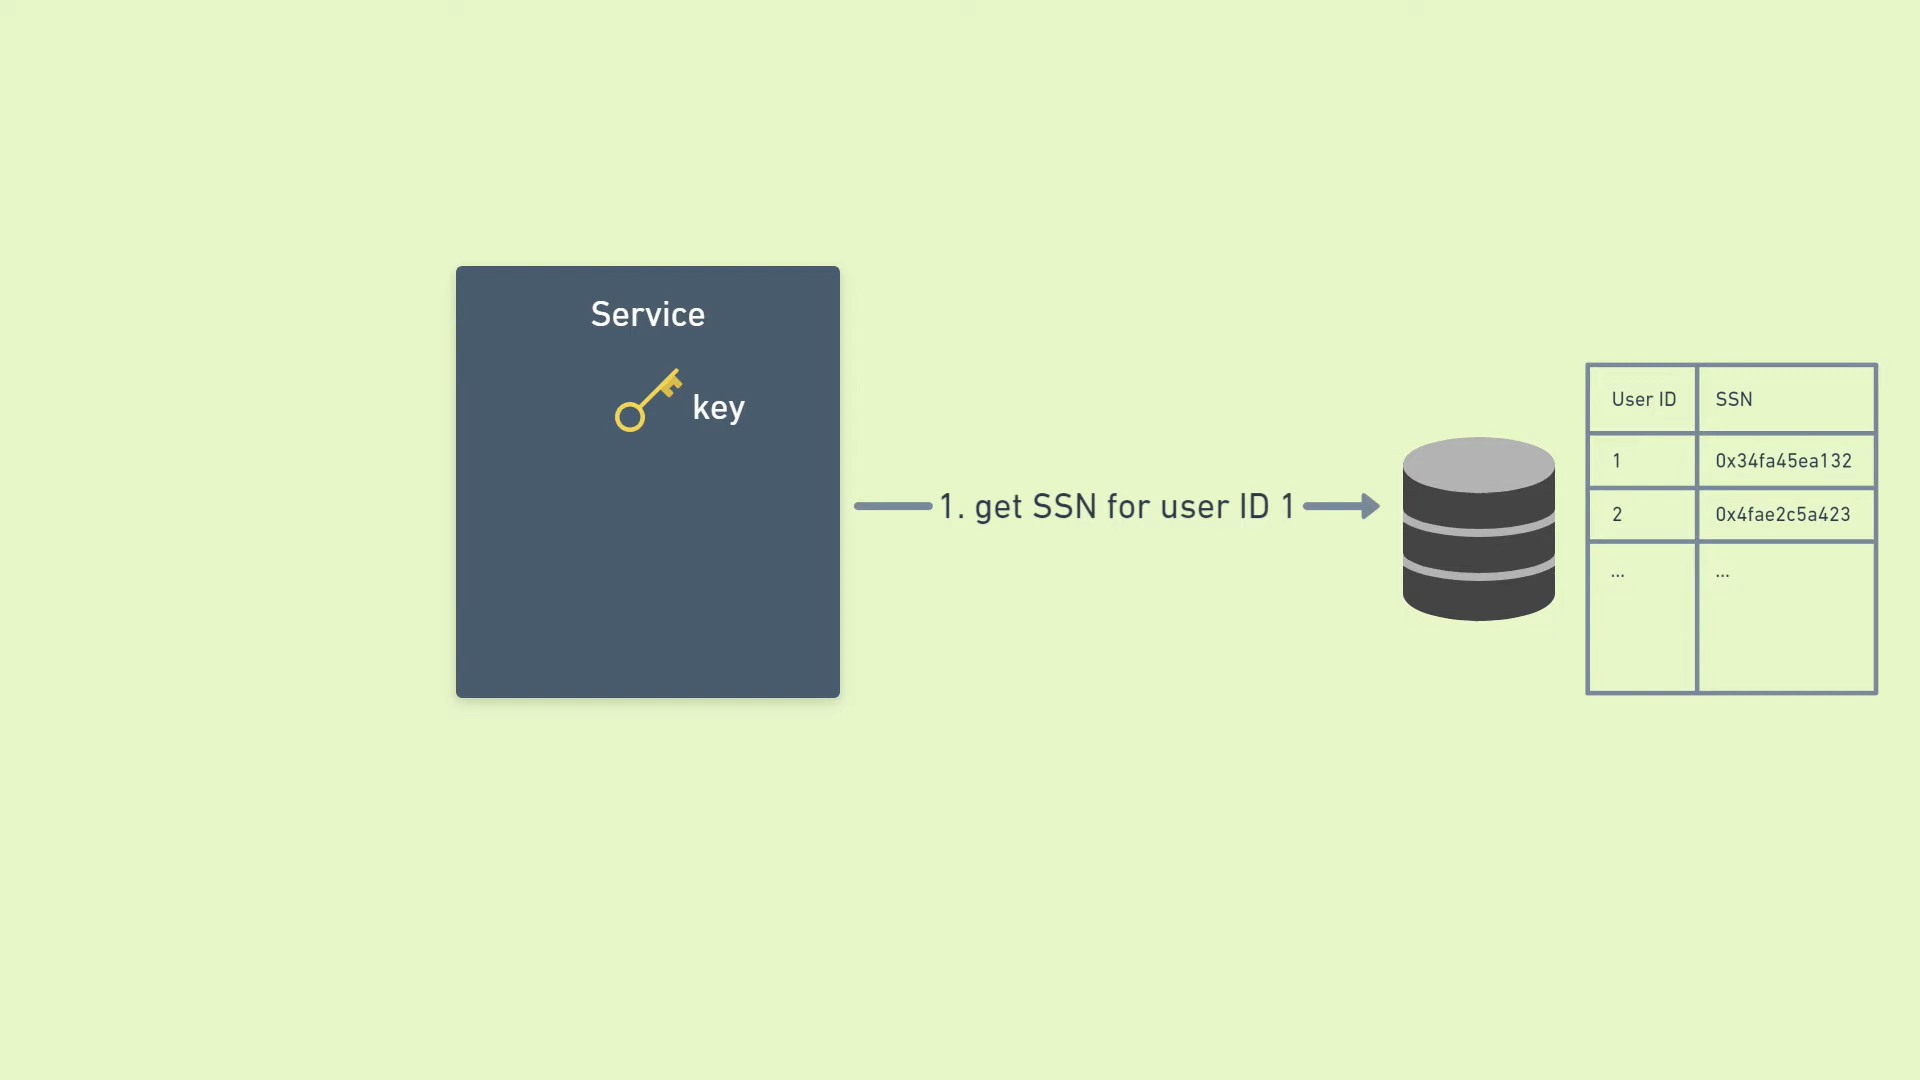 Service
key
1. get SSN for user ID 1
User ID SSN
1 0x34fa45ea132
2 0x4fae2c5a423
... ...